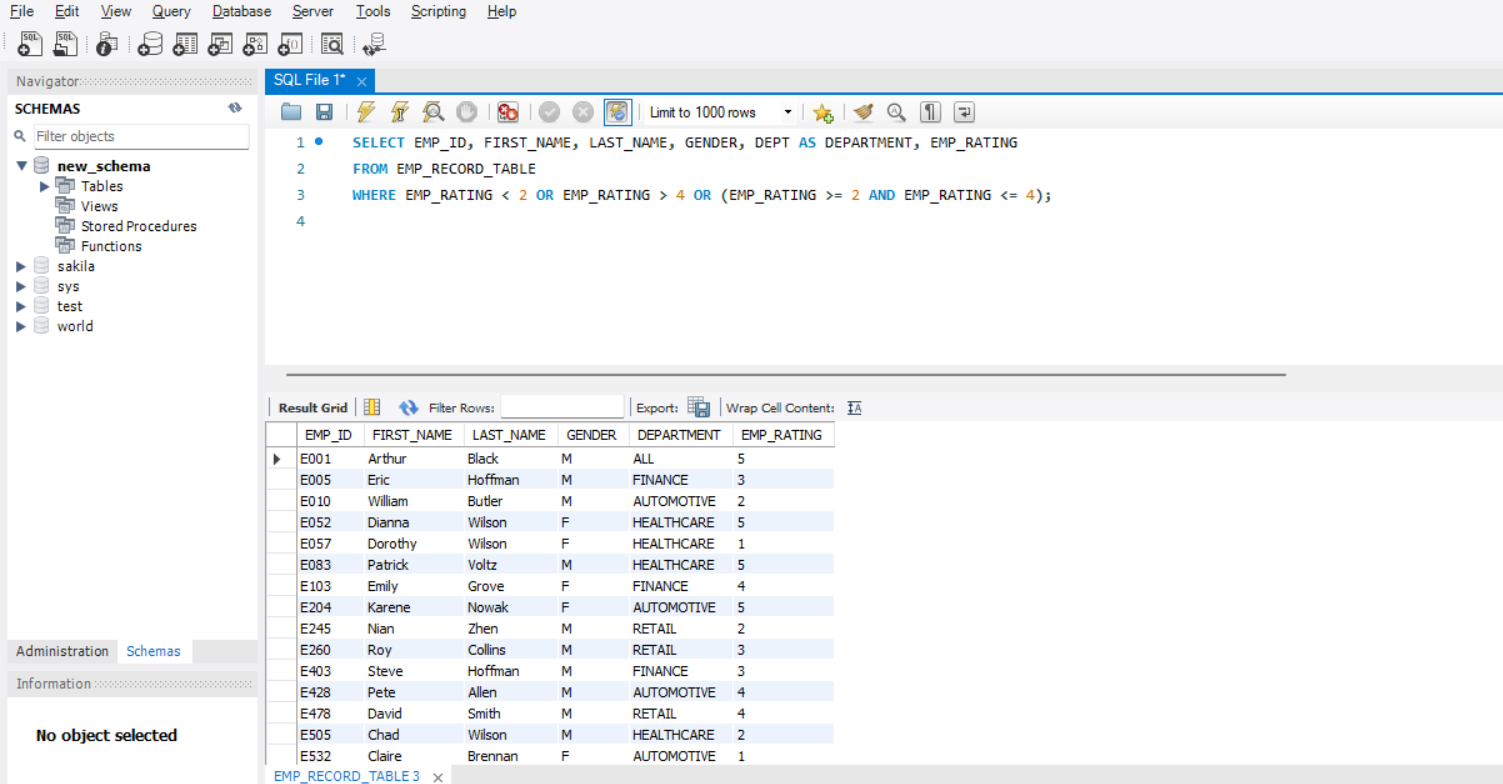 File Edit View Query Database Server Tools Scripting Help
SQL SQL
Navigator
SQL File 1*
SCHEMAS
Limit to 1000 rows
Filter objects
1 SELECT EMP_ID, FIRST_NAME, LAST_NAME, GENDER, DEPT AS DEPARTMENT, EMP_RATING
2 FROM EMP_RECORD_TABLE
3 WHERE EMP_RATING < 2 OR EMP_RATING > 4 OR (EMP_RATING >= 2 AND EMP_RATING <= 4);
4
new_schema
Tables
Views
Stored Procedures
Functions
sakila
sys
test
world
Administration Schemas
Information
No object selected
Result Grid Filter Rows: Export: Wrap Cell Content: IA
EMP_ID FIRST_NAME LAST_NAME GENDER DEPARTMENT EMP_RATING
E001 Arthur Black M ALL 5
E005 Eric Hoffman M FINANCE 3
E010 William Butler M AUTOMOTIVE 2
E052 Dianna Wilson F HEALTHCARE 5
E057 Dorothy Wilson F HEALTHCARE 1
E083 Patrick Voltz M HEALTHCARE 5
E103 Emily Grove F FINANCE 4
E204 Karene Nowak F AUTOMOTIVE 5
E245 Nian Zhen M RETAIL 2
E260 Roy Collins M RETAIL 3
E403 Steve Hoffman M FINANCE 3
E428 Pete Allen M AUTOMOTIVE 4
E478 David Smith M RETAIL 4
E505 Chad Wilson M HEALTHCARE 2
E532 Claire Brennan F AUTOMOTIVE 1
EMP_RECORD_TABLE 3